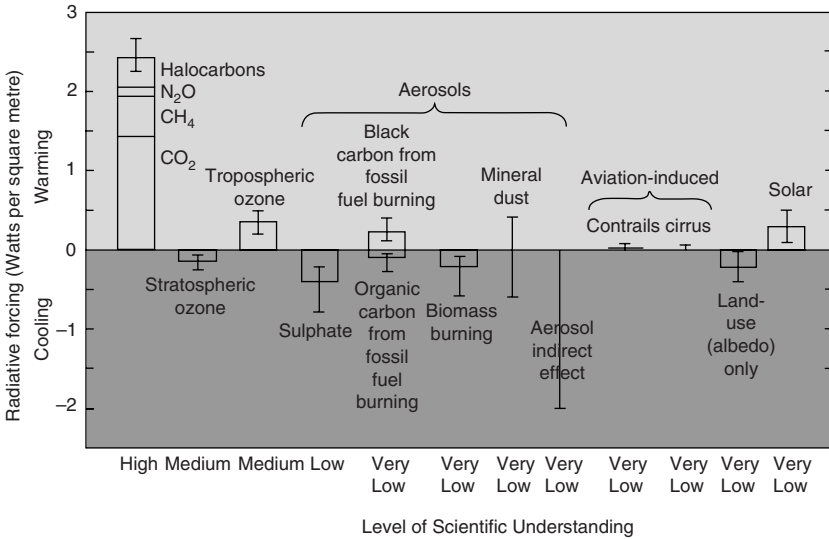 Radiative forcing (Watts per square metre)
Cooling Warming
3
2
1
0
−1
−2
Halocarbons
N₂O
CH₄
CO₂
Stratospheric
ozone
Tropospheric
ozone
Aerosols
Sulphate
Black
carbon from
fossil
fuel burning
Organic
carbon
from
fossil
fuel
burning
Biomass
burning
Mineral
dust
Aerosol
indirect
effect
Aviation-induced
Contrails cirrus
Land-
use
(albedo)
only
Solar
High Medium Medium Low Very Low Very Low Very Low Very Low Very Low Very Low Very Low Very Low
Level of Scientific Understanding